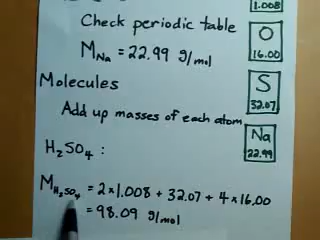 Check periodic table
M_Na = 22.99 g/mol
Molecules
Add up masses of each atom
H₂SO₄ :
M_H₂SO₄ = 2×1.008 + 32.07 + 4×16.00
= 98.09 g/mol
1.008
O
16.00
S
32.07
Na
22.99